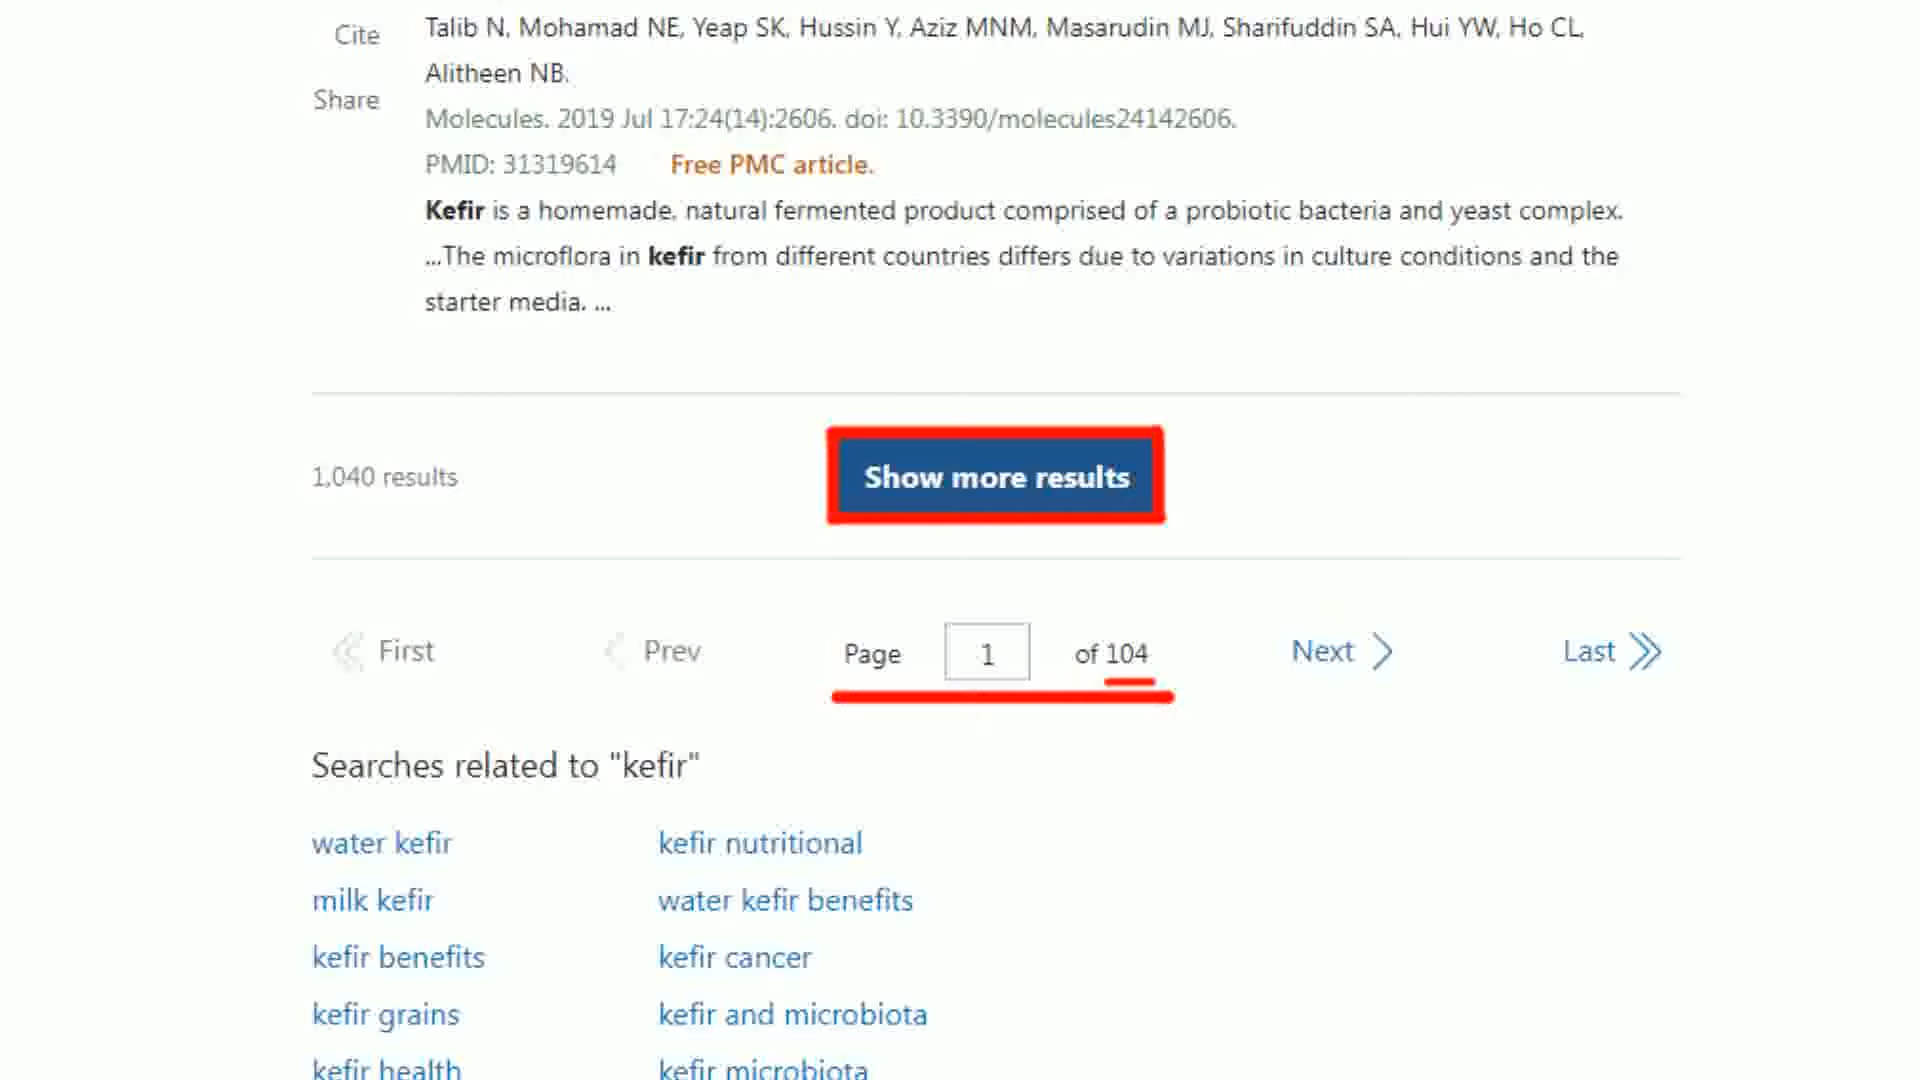 Cite
Share
Talib N, Mohamad NE, Yeap SK, Hussin Y, Aziz MNM, Masarudin MJ, Sharifuddin SA, Hui YW, Ho CL,
Alitheen NB.
Molecules. 2019 Jul 17;24(14):2606. doi: 10.3390/molecules24142606.
PMID: 31319614 Free PMC article.
Kefir is a homemade, natural fermented product comprised of a probiotic bacteria and yeast complex.
...The microflora in kefir from different countries differs due to variations in culture conditions and the
starter media. ...
1,040 results
Show more results
First
Prev
Page 1 of 104
Next
Last
Searches related to "kefir"
water kefir
milk kefir
kefir benefits
kefir grains
kefir health
kefir nutritional
water kefir benefits
kefir cancer
kefir and microbiota
kefir microbiota